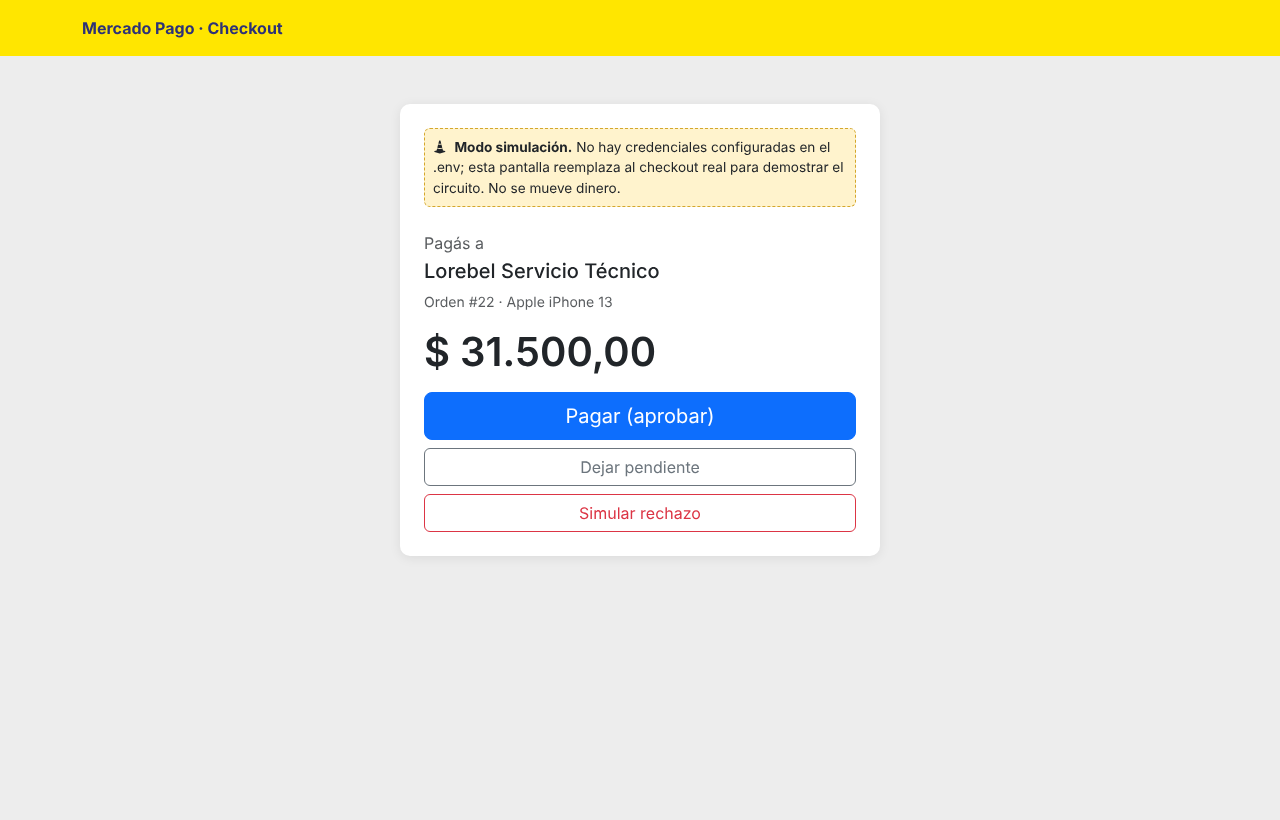 Mercado Pago · Checkout
Modo simulación. No hay credenciales configuradas en el
.env; esta pantalla reemplaza al checkout real para demostrar el
circuito. No se mueve dinero.
Pagás a
Lorebel Servicio Técnico
Orden #22 · Apple iPhone 13
$ 31.500,00
Pagar (aprobar)
Dejar pendiente
Simular rechazo